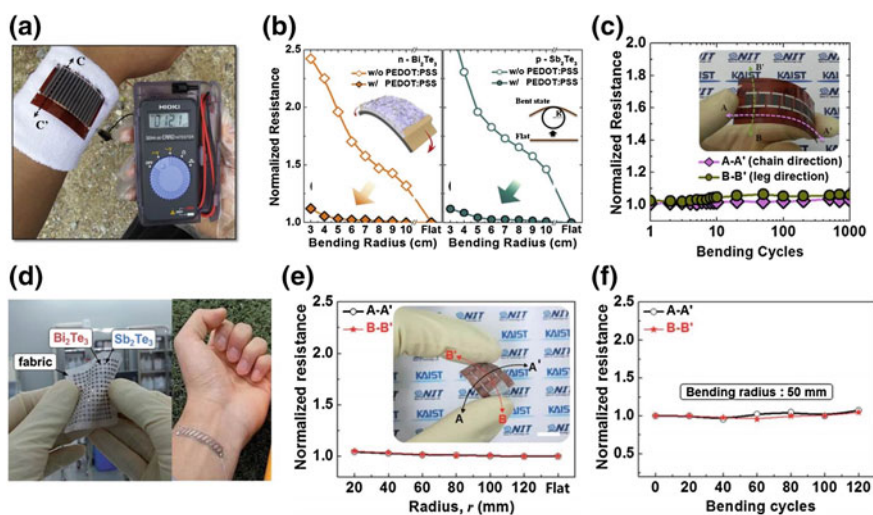 (a)
C
C'
HIOKI
(b)
Normalized Resistance
2.5
2.0
1.5
1.0
n - Bi2Te3
w/o PEDOT:PSS
w/ PEDOT:PSS
p - Sb2Te3
w/o PEDOT:PSS
w/ PEDOT:PSS
Bent state
Flat
3 4 5 6 7 8 9 10 Flat
Bending Radius (cm)
3 4 5 6 7 8 9 10 Flat
Bending Radius (cm)
(c)
Normalized Resistance
1.8
1.6
1.4
1.2
1.0
0.8
KAIST
A
A'
B
B'
A-A' (chain direction)
B-B' (leg direction)
1 10 100 1000
Bending Cycles
(d)
Bi2Te3
Sb2Te3
fabric
(e)
Normalized resistance
2.5
2.0
1.5
1.0
A-A'
B-B'
NIT
KAIST
B'
A'
A
B
20 40 60 80 100 120 Flat
Radius, r (mm)
(f)
Normalized resistance
2.5
2.0
1.5
1.0
0.5
A-A'
B-B'
Bending radius : 50 mm
0 20 40 60 80 100 120
Bending cycles